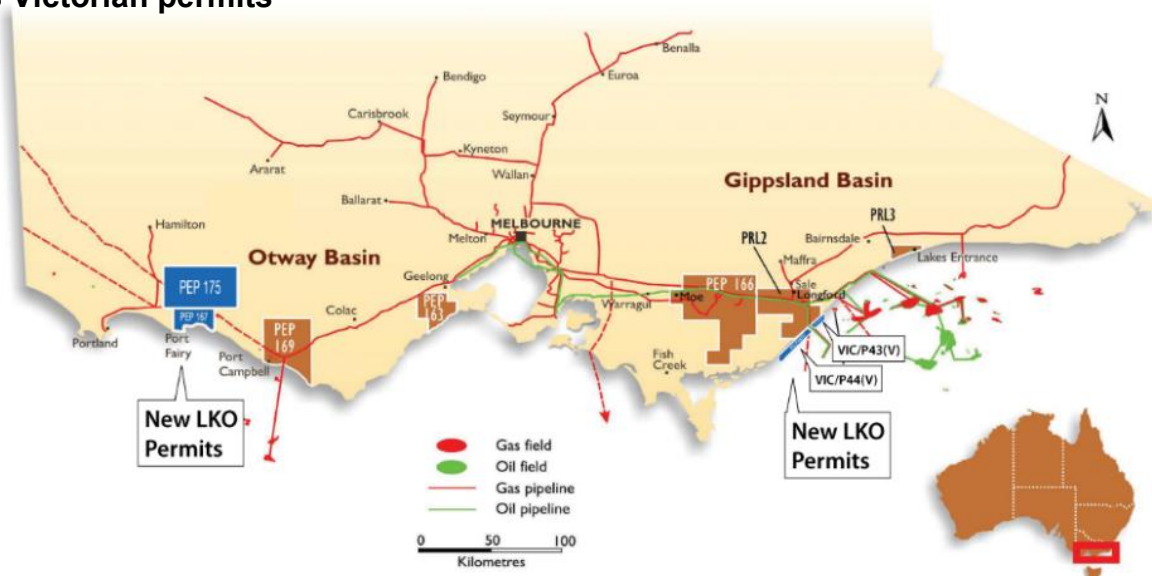 Victorian permits
Benalla
Euroa
Bendigo
Carisbrook
Seymour
N
Kyneton
Ararat
Wallan
Gippsland Basin
Ballarat
PRL3
Hamilton
MELBOURNE
Melton
PRL2
Bairnsdale
Otway Basin
Maffra
Lakes Entrance
Geelong
PEP 175
PEP 166
Sale
Longford
Moe
Warragul
PEP
163
PEP 167
Colac
PEP
169
Portland
Port
Fairy
Port
Campbell
Fish
Creek
VIC/P43(V)
VIC/P44(V)
New LKO
Permits
New LKO
Permits
Gas field
Oil field
Gas pipeline
Oil pipeline
0 50 100
Kilometres